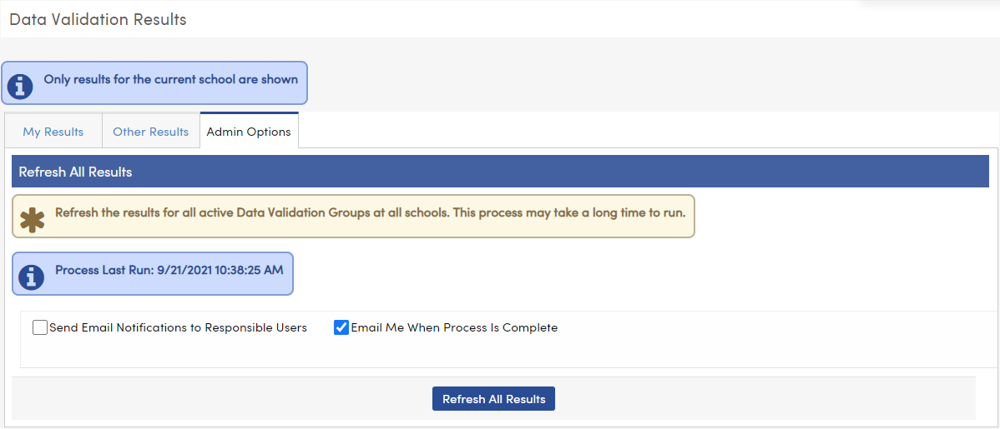 Data Validation Results
Only results for the current school are shown
My Results Other Results Admin Options
Refresh All Results
Refresh the results for all active Data Validation Groups at all schools. This process may take a long time to run.
Process Last Run: 9/21/2021 10:38:25 AM
Send Email Notifications to Responsible Users Email Me When Process Is Complete
Refresh All Results